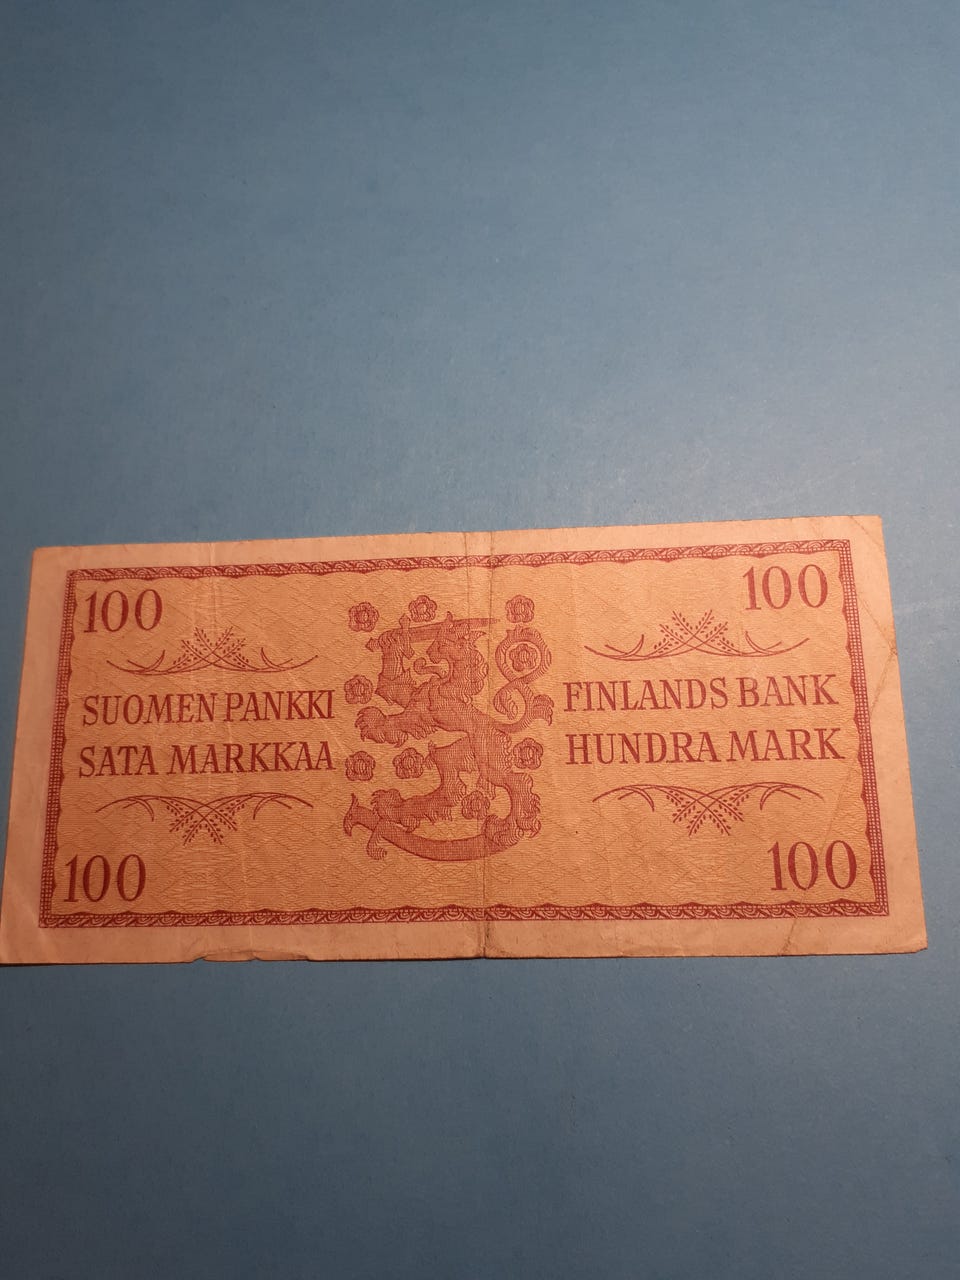 100
100
SUOMEN PANKKI
SATA MARKKAA
FINLANDS BANK
HUNDRA MARK
100
100